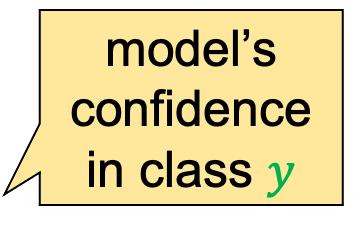 model’s
confidence
in class y